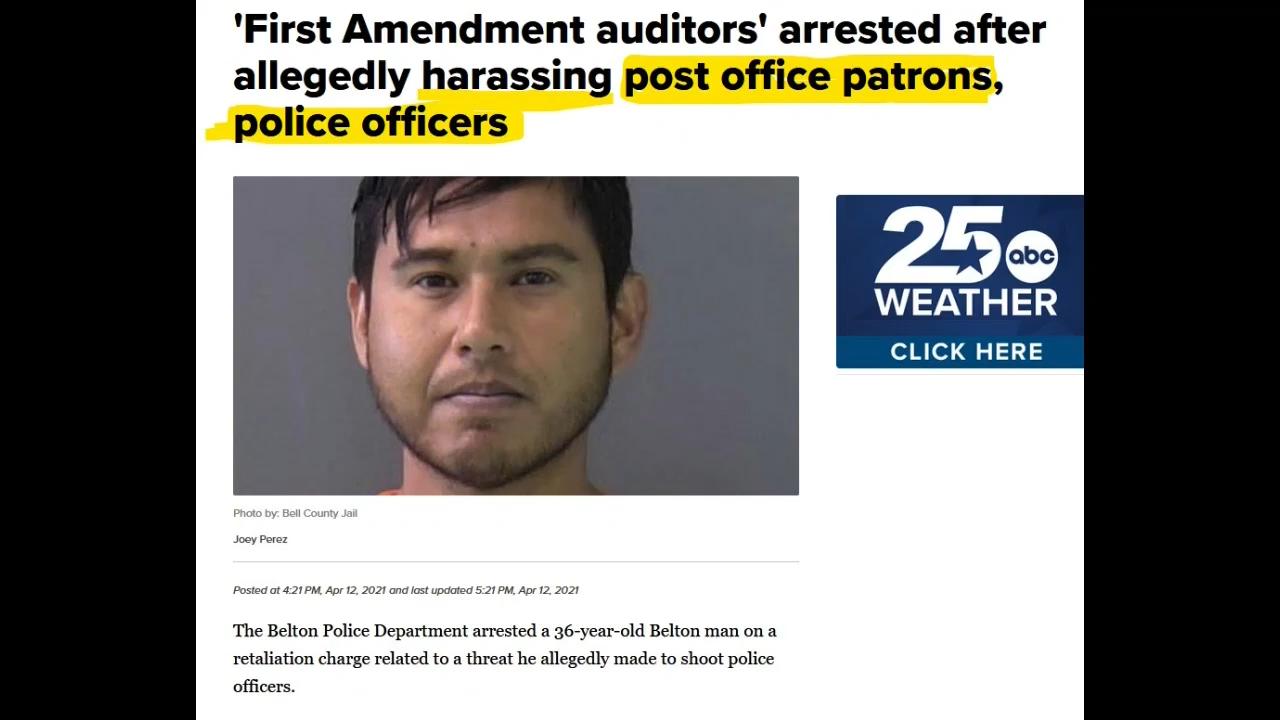 'First Amendment auditors' arrested after
allegedly harassing post office patrons,
police officers
25
abc
WEATHER
CLICK HERE
Photo by: Bell County Jail
Joey Perez
Posted at 4:21 PM, Apr 12, 2021 and last updated 5:21 PM, Apr 12, 2021
The Belton Police Department arrested a 36-year-old Belton man on a
retaliation charge related to a threat he allegedly made to shoot police
officers.